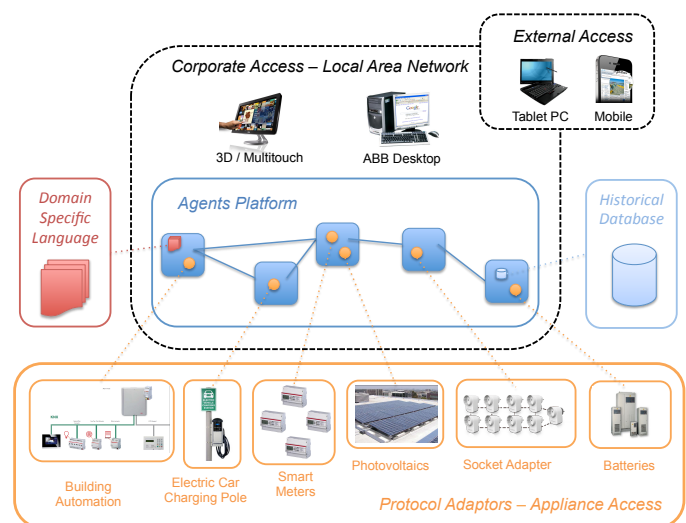 External Access
Corporate Access – Local Area Network
Tablet PC
Mobile
3D / Multitouch
ABB Desktop
Domain
Specific
Language
Agents Platform
Historical
Database
Building
Automation
Electric Car
Charging Pole
Smart
Meters
Photovoltaics
Socket Adapter
Batteries
Protocol Adaptors – Appliance Access